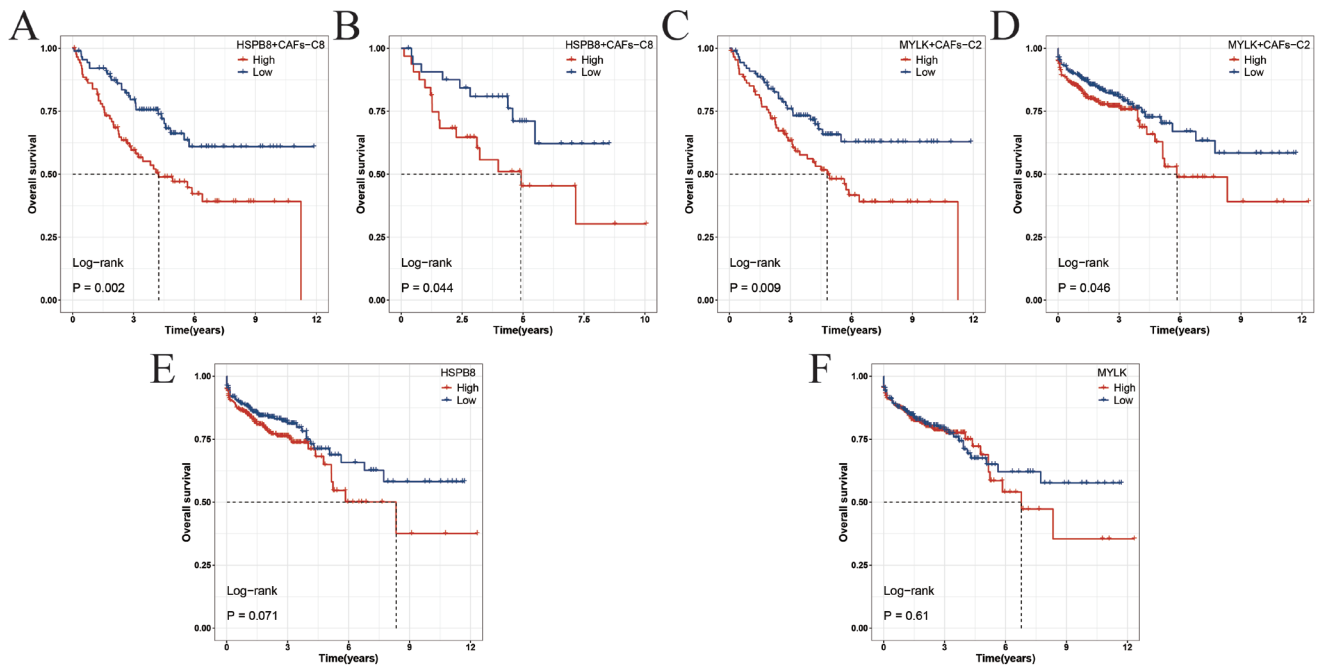 A
HSPB8+CAFs-C8
High
Low
1.00
0.75
0.50
0.25
0.00
Overall survival
Log-rank
P = 0.002
0 3 6 9 12
Time(years)
B
HSPB8+CAFs-C8
High
Low
1.00
0.75
0.50
0.25
0.00
Overall survival
Log-rank
P = 0.044
0 2.5 5 7.5 10
Time(years)
C
MYLK+CAFs-C2
High
Low
1.00
0.75
0.50
0.25
0.00
Overall survival
Log-rank
P = 0.009
0 3 6 9 12
Time(years)
D
MYLK+CAFs-C2
High
Low
1.00
0.75
0.50
0.25
0.00
Overall survival
Log-rank
P = 0.046
0 3 6 9 12
Time(years)
E
HSPB8
High
Low
1.00
0.75
0.50
0.25
0.00
Overall survival
Log-rank
P = 0.071
0 3 6 9 12
Time(years)
F
MYLK
High
Low
1.00
0.75
0.50
0.25
0.00
Overall survival
Log-rank
P = 0.61
0 3 6 9 12
Time(years)